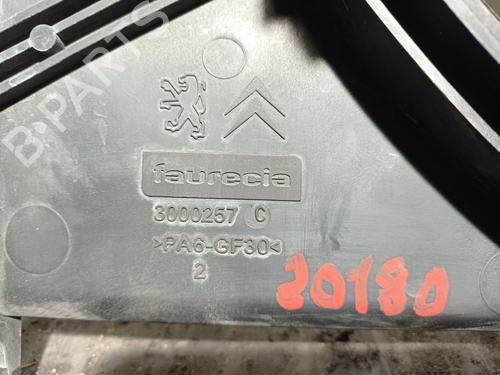 B-PARTS
faurecia
3000257 C
>PA6-GF30<
2
20180